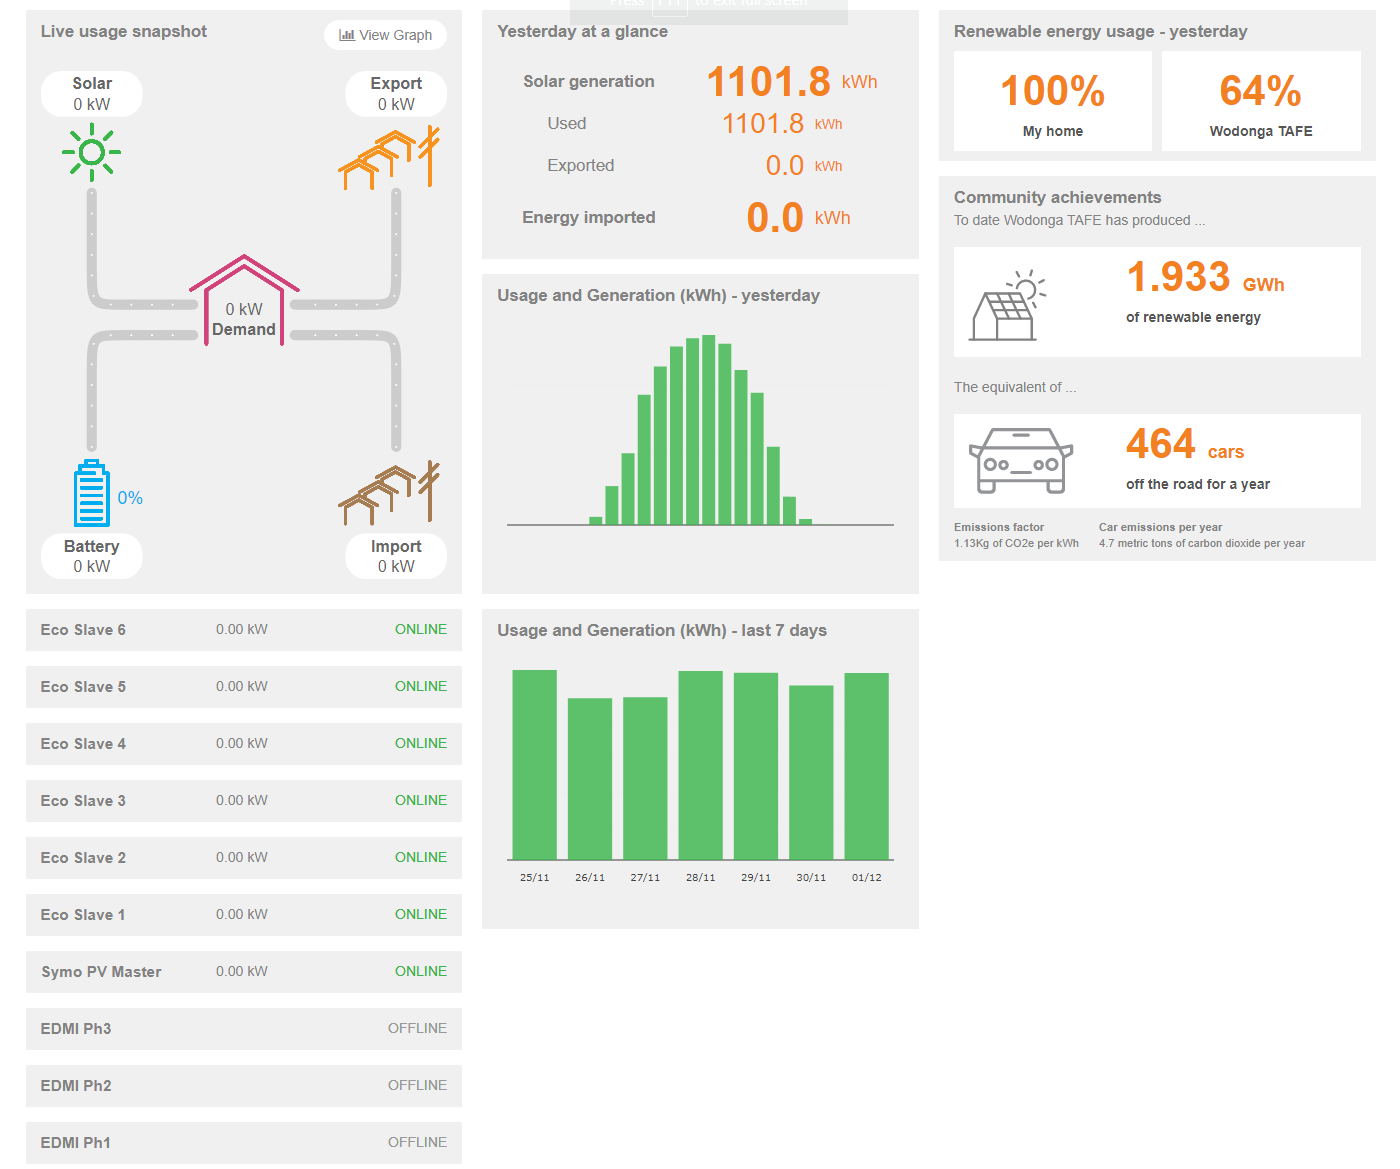 Press F11 to exit full screen
Live usage snapshot
View Graph
Solar
0 kW
Export
0 kW
0 kW
Demand
0%
Battery
0 kW
Import
0 kW
Eco Slave 6 0.00 kW ONLINE
Eco Slave 5 0.00 kW ONLINE
Eco Slave 4 0.00 kW ONLINE
Eco Slave 3 0.00 kW ONLINE
Eco Slave 2 0.00 kW ONLINE
Eco Slave 1 0.00 kW ONLINE
Symo PV Master 0.00 kW ONLINE
EDMI Ph3 OFFLINE
EDMI Ph2 OFFLINE
EDMI Ph1 OFFLINE
Yesterday at a glance
Solar generation 1101.8 kWh
Used 1101.8 kWh
Exported 0.0 kWh
Energy imported 0.0 kWh
Usage and Generation (kWh) - yesterday
Usage and Generation (kWh) - last 7 days
25/11 26/11 27/11 28/11 29/11 30/11 01/12
Renewable energy usage - yesterday
100%
My home
64%
Wodonga TAFE
Community achievements
To date Wodonga TAFE has produced ...
1.933 GWh
of renewable energy
The equivalent of ...
464 cars
off the road for a year
Emissions factor
1.13Kg of CO2e per kWh
Car emissions per year
4.7 metric tons of carbon dioxide per year